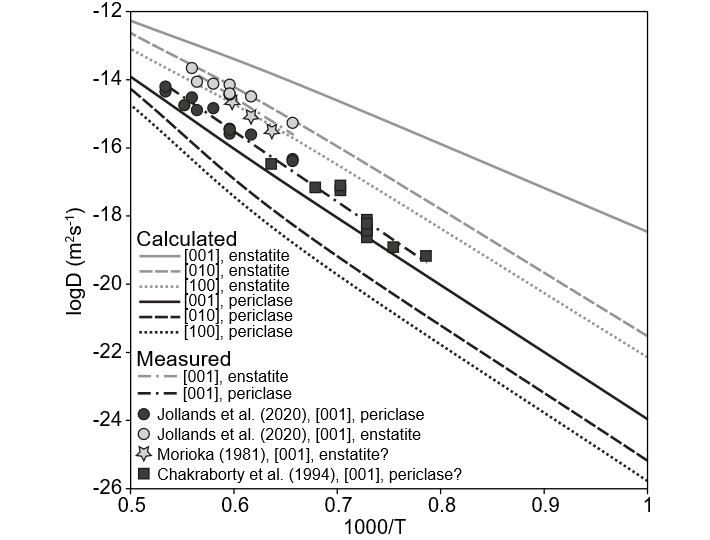 -12
-14
-16
-18
-20
-22
-24
-26
logD (m²s⁻¹)
Calculated
[001], enstatite
[010], enstatite
[100], enstatite
[001], periclase
[010], periclase
[100], periclase
Measured
[001], enstatite
[001], periclase
Jollands et al. (2020), [001], periclase
Jollands et al. (2020), [001], enstatite
Morioka (1981), [001], enstatite?
Chakraborty et al. (1994), [001], periclase?
0.5 0.6 0.7 0.8 0.9 1
1000/T